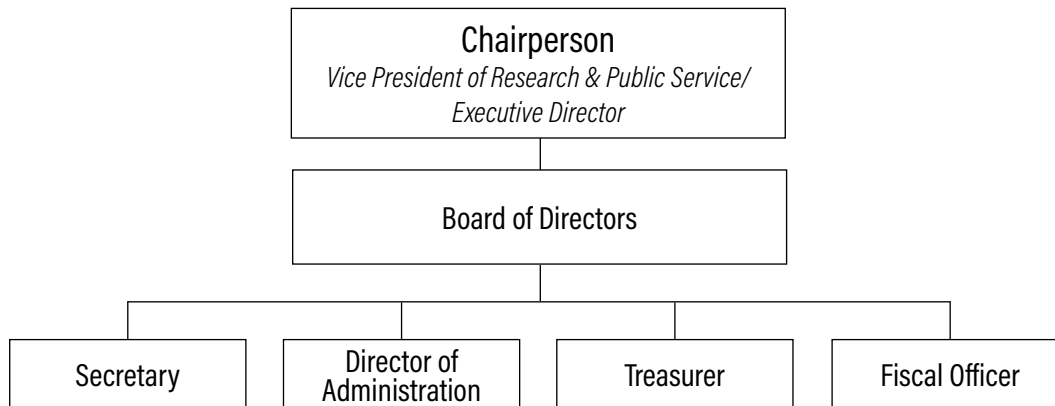 Chairperson
Vice President of Research & Public Service/
Executive Director
Board of Directors
Secretary
Director of
Administration
Treasurer
Fiscal Officer